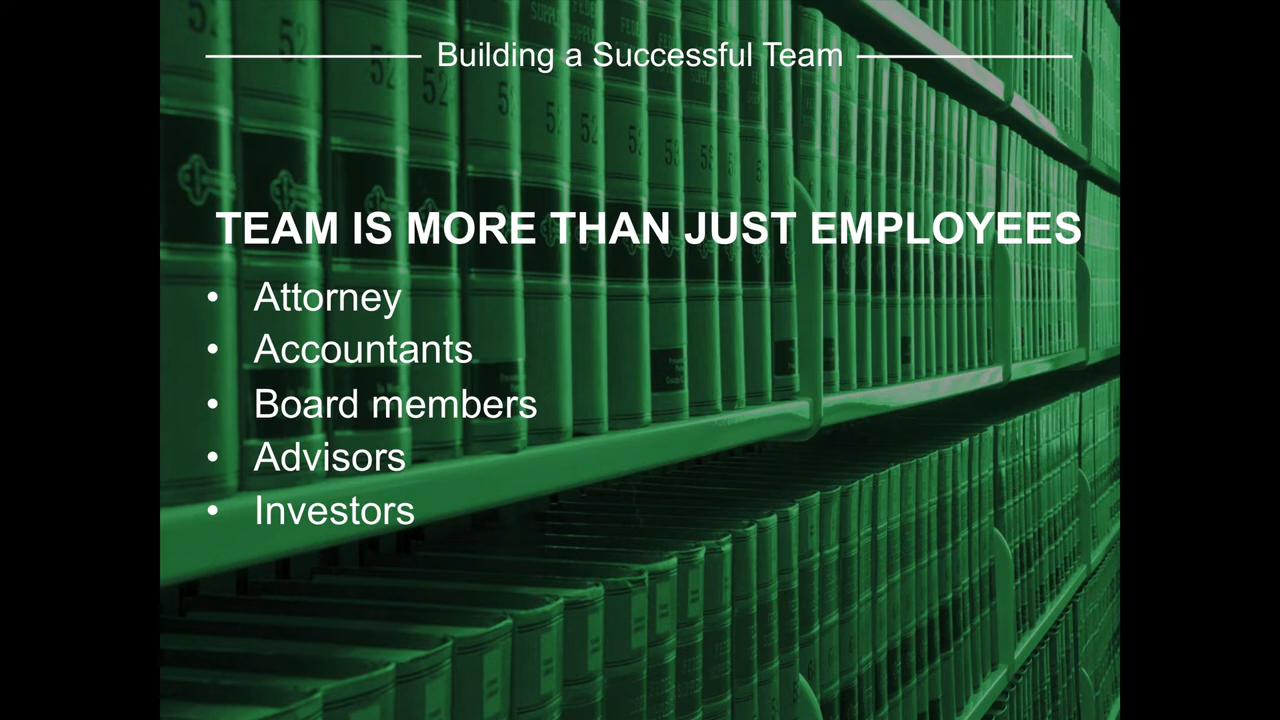 Building a Successful Team
TEAM IS MORE THAN JUST EMPLOYEES
• Attorney
• Accountants
• Board members
• Advisors
• Investors